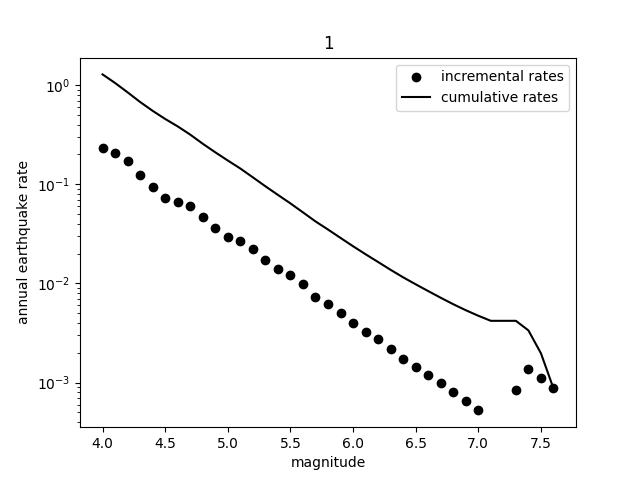 1
incremental rates
cumulative rates
annual earthquake rate
10⁰
10⁻¹
10⁻²
10⁻³
4.0 4.5 5.0 5.5 6.0 6.5 7.0 7.5
magnitude